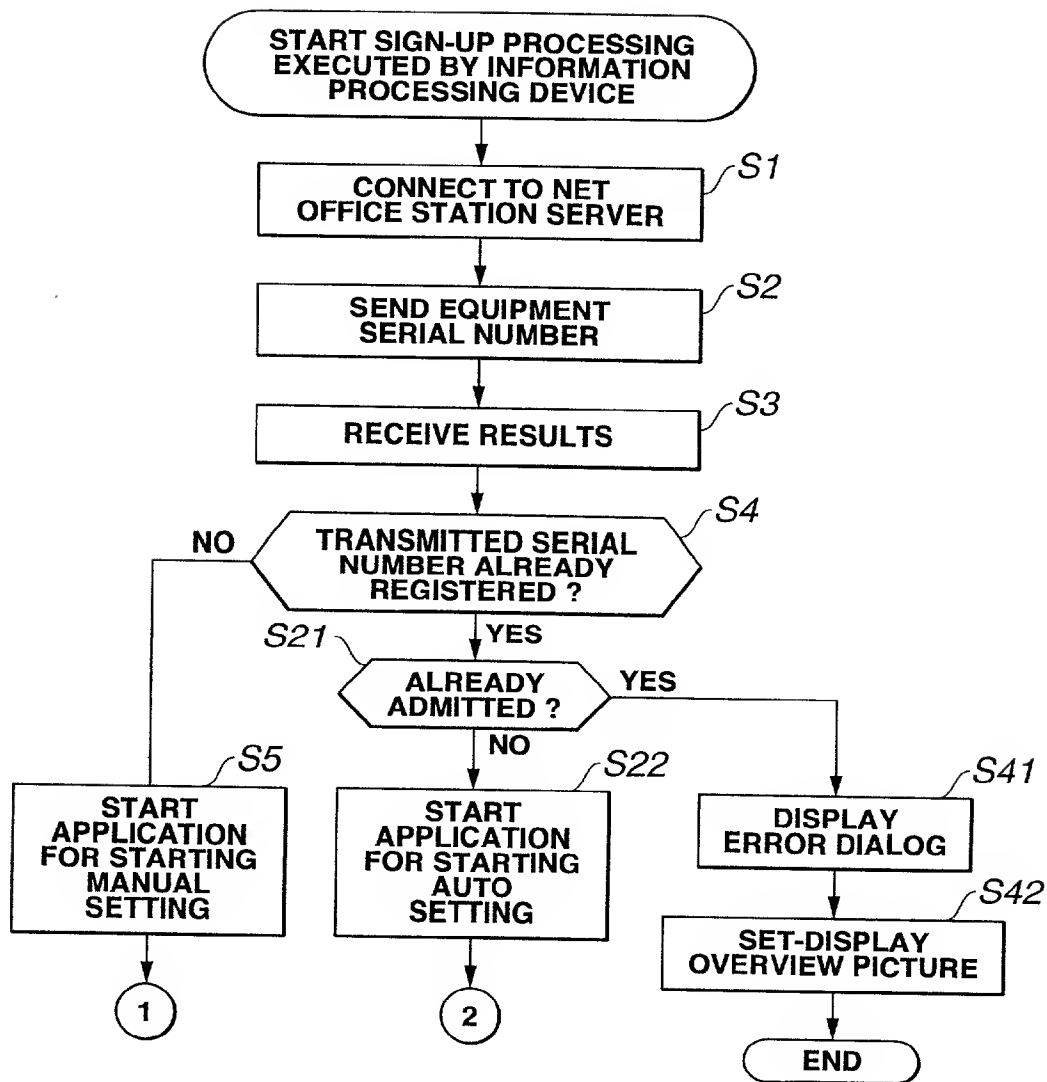 START SIGN-UP PROCESSING
EXECUTED BY INFORMATION
PROCESSING DEVICE
S1
CONNECT TO NET
OFFICE STATION SERVER
S2
SEND EQUIPMENT
SERIAL NUMBER
S3
RECEIVE RESULTS
S4
NO
TRANSMITTED SERIAL
NUMBER ALREADY
REGISTERED ?
YES
S21
ALREADY
ADMITTED ?
YES
NO
S5
START
APPLICATION
FOR STARTING
MANUAL
SETTING
S22
START
APPLICATION
FOR STARTING
AUTO
SETTING
S41
DISPLAY
ERROR DIALOG
S42
SET-DISPLAY
OVERVIEW PICTURE
1
2
END